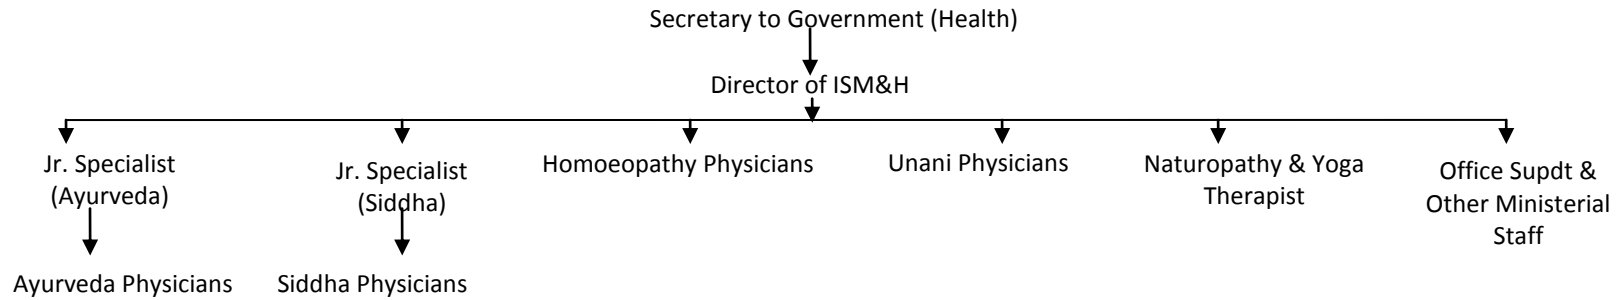 Secretary to Government (Health)
Director of ISM&H
Jr. Specialist
(Ayurveda)
Jr. Specialist
(Siddha)
Homoeopathy Physicians
Unani Physicians
Naturopathy & Yoga
Therapist
Office Supdt &
Other Ministerial
Staff
Ayurveda Physicians
Siddha Physicians